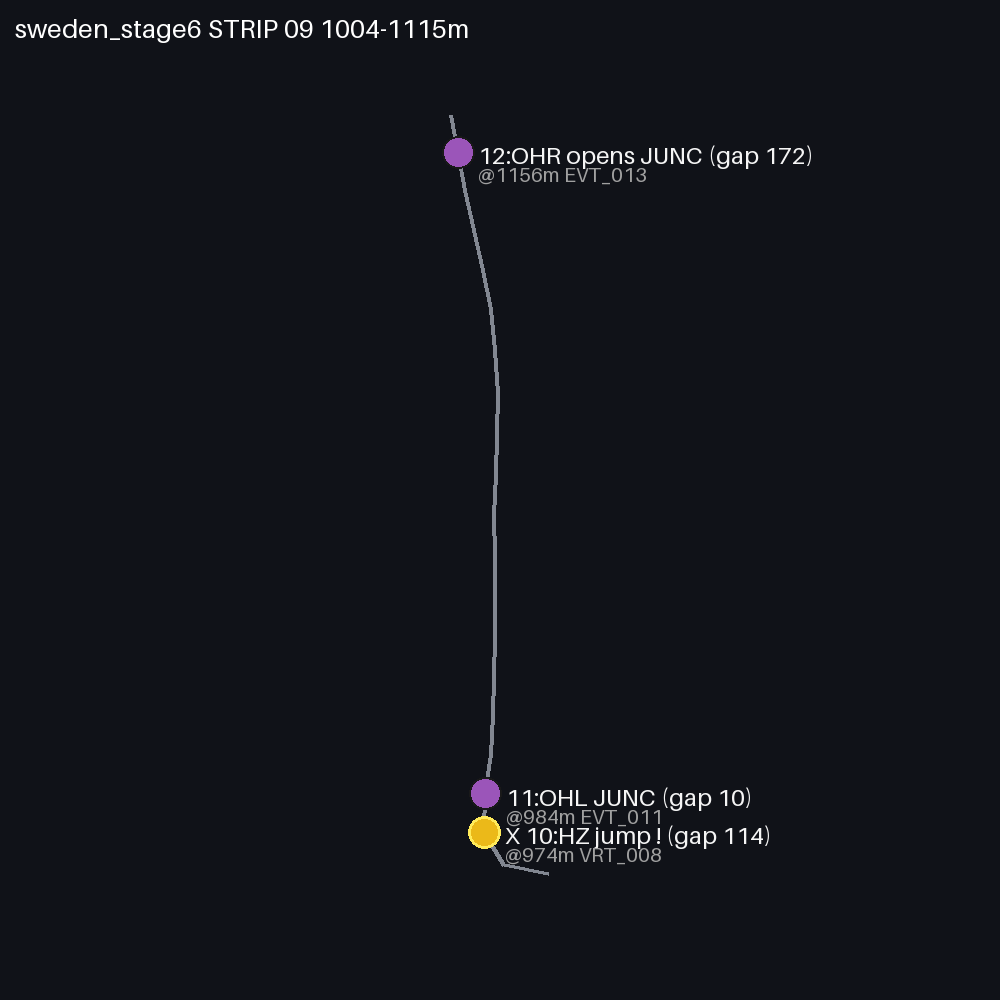 sweden_stage6 STRIP 09 1004-1115m
12:OHR opens JUNC (gap 172)
@1156m EVT_013
11:OHL JUNC (gap 10)
@984m EVT_011
X 10:HZ jump! (gap 114)
@974m VRT_008